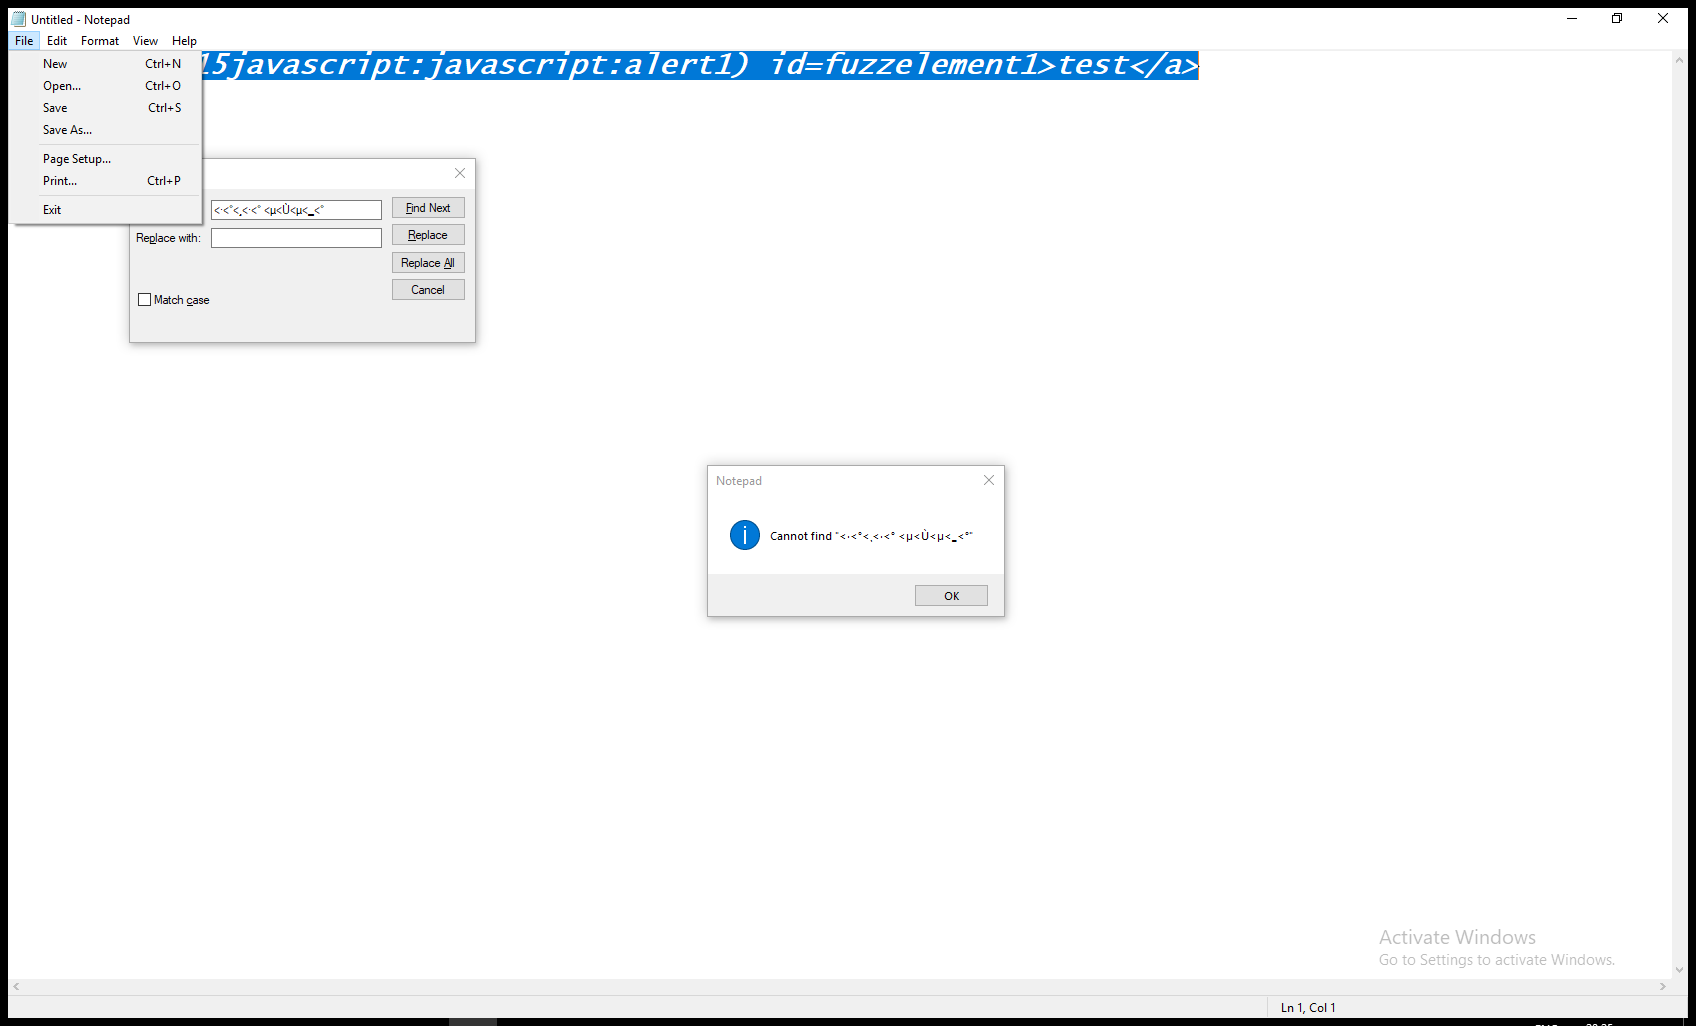 Untitled - Notepad
File Edit Format View Help
15javascript:javascript:alert1) id=fuzzelement1>test</a>
New Ctrl+N
Open... Ctrl+O
Save Ctrl+S
Save As...
Page Setup...
Print... Ctrl+P
Exit
<·<°<¸<·<° <µ<Ù<µ<‗<° Find Next
Replace with: Replace
Replace All
Cancel
Match case
Notepad
Cannot find "<·<°<¸<·<° <µ<Ù<µ<‗<°"
OK
Activate Windows
Go to Settings to activate Windows.
Ln 1, Col 1